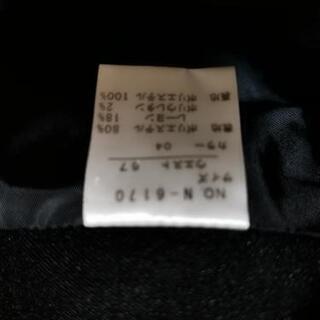 NO. N-6170
サイズ
ウエスト 67
カラー 04
表地 ポリエステル 80%
レーヨン 18%
ポリウレタン 2%
裏地 ポリエステル 100%